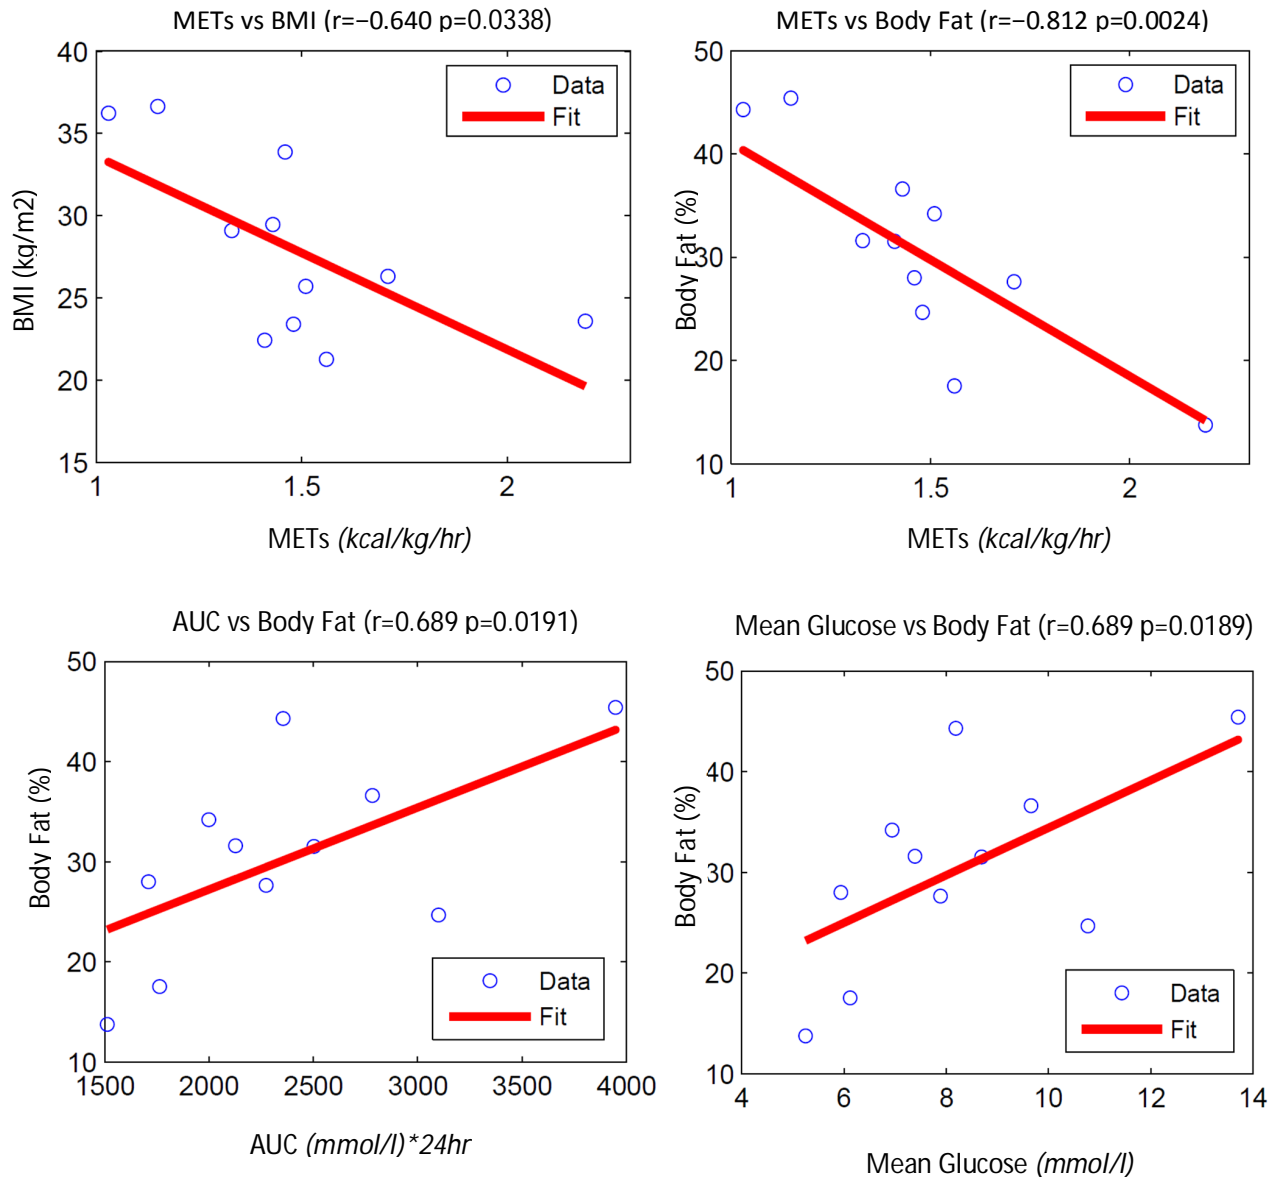 METs vs BMI (r=−0.640 p=0.0338)
40
35
30
25
20
15
BMI (kg/m2)
Data
Fit
1
1.5
2
METs (kcal/kg/hr)
METs vs Body Fat (r=−0.812 p=0.0024)
50
40
30
20
10
Body Fat (%)
Data
Fit
1
1.5
2
METs (kcal/kg/hr)
AUC vs Body Fat (r=0.689 p=0.0191)
50
40
30
20
10
Body Fat (%)
Data
Fit
1500 2000 2500 3000 3500 4000
AUC (mmol/l)*24hr
Mean Glucose vs Body Fat (r=0.689 p=0.0189)
50
40
30
20
10
Body Fat (%)
Data
Fit
4 6 8 10 12 14
Mean Glucose (mmol/l)